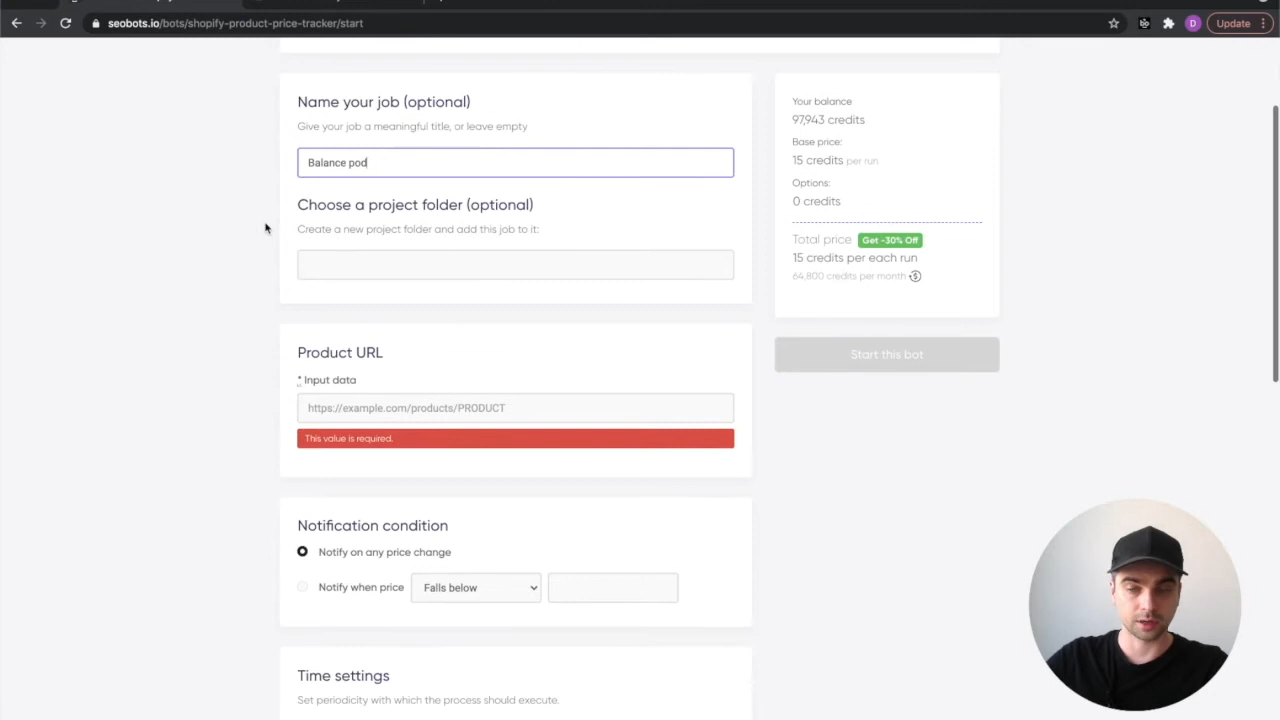 seobots.io/bots/shopify-product-price-tracker/start
D
Update
Name your job (optional)
Give your job a meaningful title, or leave empty
Balance pod
Choose a project folder (optional)
Create a new project folder and add this job to it:
Product URL
* Input data
https://example.com/products/PRODUCT
This value is required.
Notification condition
Notify on any price change
Notify when price
Falls below
Time settings
Set periodicity with which the process should execute.
Your balance
97,943 credits
Base price:
15 credits per run
Options:
0 credits
Total price Get -30% Off
15 credits per each run
64,800 credits per month
Start this bot